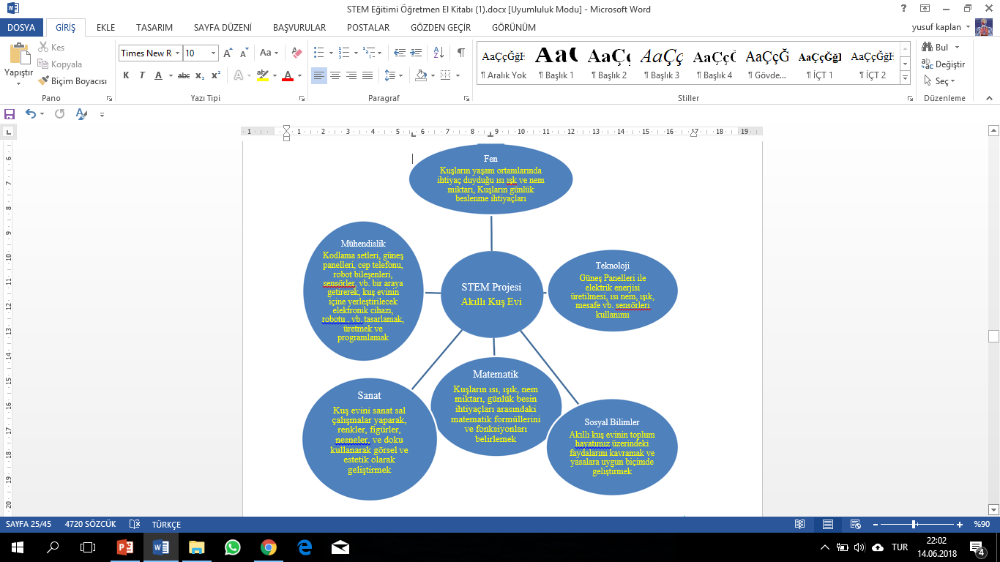 STEM Eğitimi Öğretmen El Kitabı (1).docx [Uyumluluk Modu] - Microsoft Word
DOSYA GİRİŞ EKLE TASARIM SAYFA DÜZENİ BAŞVURULAR POSTALAR GÖZDEN GEÇİR GÖRÜNÜM yusuf kaplan
Yapıştır
Kes
Kopyala
Biçim Boyacısı
Pano
Times New R 10
K T A abc x₂ x²
Yazı Tipi
Paragraf
AaÇçĞğH AaÇ AaÇç AaÇç AaÇçĞ AaÇçĞ AaÇçĞğI AaÇçĞğH
¶ Aralık Yok ¶ Başlık 1 ¶ Başlık 2 ¶ Başlık 3 ¶ Başlık 4 ¶ Gövde... ¶ İÇT 1 ¶ İÇT 2
Stiller
Bul
Değiştir
Seç
Düzenleme
1 1 2 3 4 5 6 7 8 9 10 11 12 13 14 15 16 17 18 19
6
7
8
9
10
11
12
13
14
15
16
17
18
19
20
Fen
Kuşların yaşam ortamlarında
ihtiyaç duyduğu ısı ışk ve nem
miktarı, Kuşların günlük
beslenme ihtiyaçları
Mühendislik
Kodlama setleri, güneş
panelleri, cep telefonu,
robot bileşenleri,
sensörler, vb. bir araya
getirerek, kuş evinin
içine yerleştirilecek
elektronik cihazı,
robotu , vb. tasarlamak,
üretmek ve
programlamak
STEM Projesi
Akıllı Kuş Evi
Teknoloji
Güneş Panelleri ile
elektrik enerjisi
üretilmesi, ısı nem, ışık,
mesafe vb. sensörleri
kullanımı
Sanat
Kuş evini sanat sal
çalışmalar yaparak,
renkler, figürler,
nesneler, ve doku
kullanarak görsel ve
estetik olarak
geliştirmek
Matematik
Kuşların ısı, ışık, nem
miktarı, günlük besin
ihtiyaçları arasındaki
matematik formüllerini
ve fonksiyonları
belirlemek
Sosyal Bilimler
Akıllı kuş evinin toplum
hayatımız üzerindeki
faydalarını kavramak ve
yasalara uygun biçimde
geliştirmek
SAYFA 25/45 4720 SÖZCÜK TÜRKÇE %90
TUR
22:02
14.06.2018
4